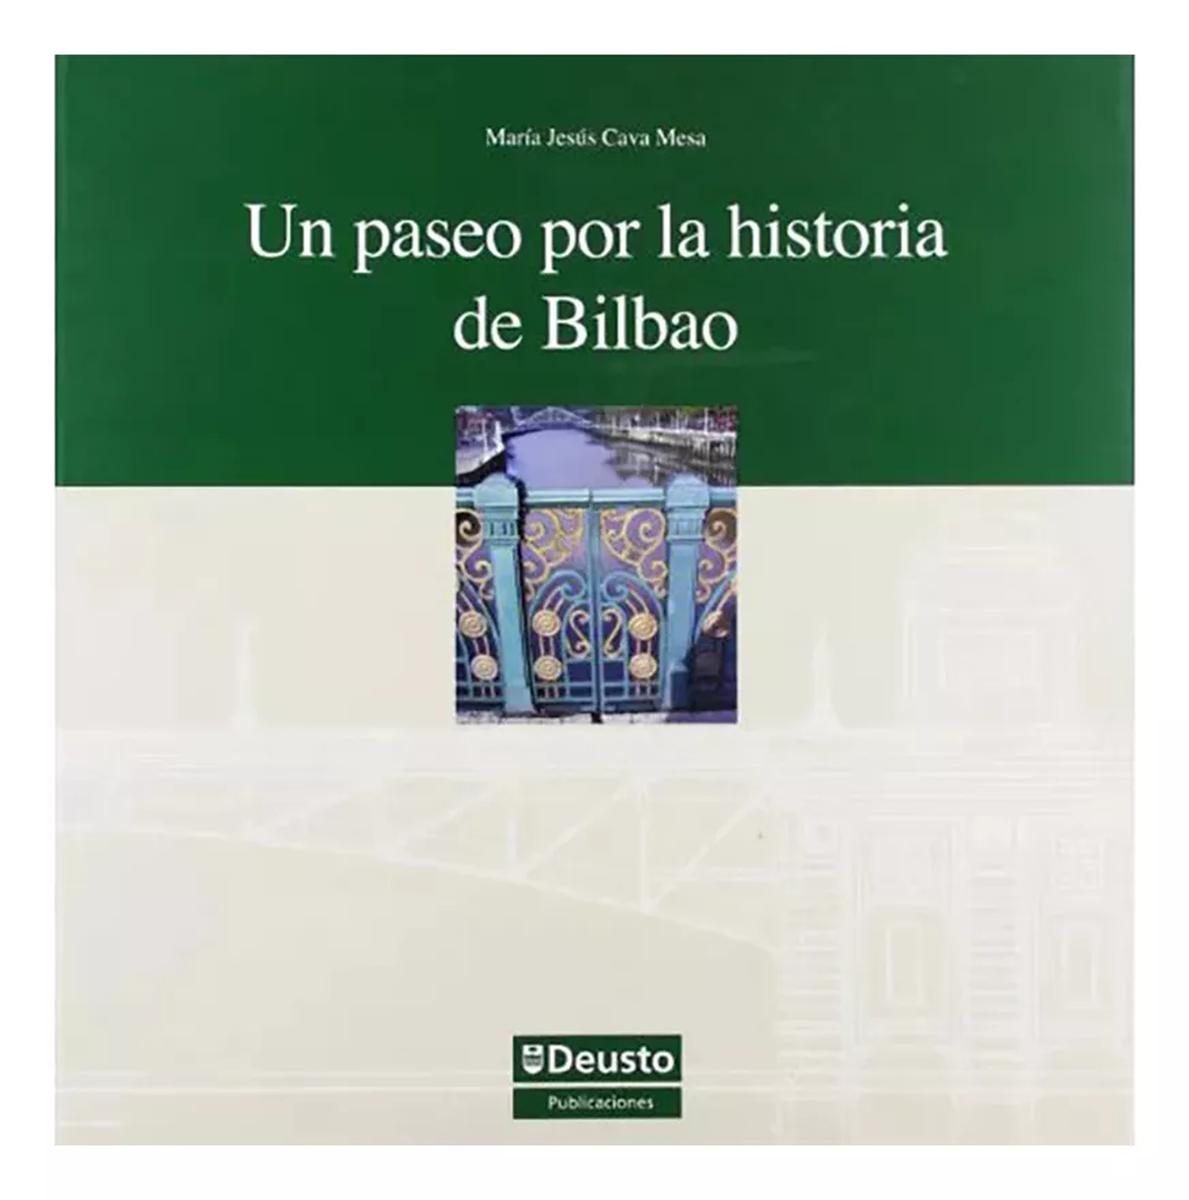 María Jesús Cava Mesa
Un paseo por la historia
de Bilbao
Deusto
Publicaciones